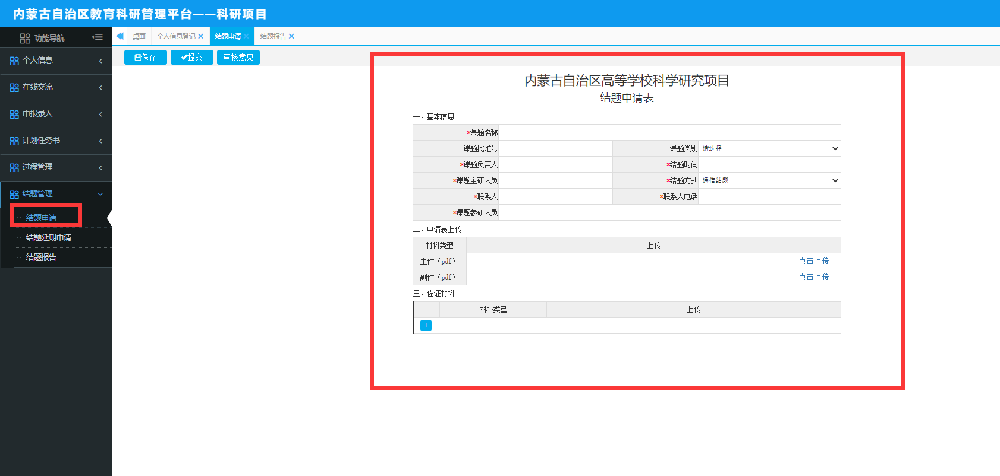 内蒙古自治区教育科研管理平台——科研项目
功能导航
桌面 个人信息登记 结题申请 结题报告
保存 提交 审核意见
个人信息
在线交流
申报录入
计划任务书
过程管理
结题管理
结题申请
结题延期申请
结题报告
内蒙古自治区高等学校科学研究项目
结题申请表
一、基本信息
*课题名称
课题批准号 课题类别 请选择
*课题负责人 *结题时间
*课题主研人员 *结题方式 通信结题
*联系人 *联系人电话
*课题参研人员
二、申请表上传
材料类型 上传
主件（pdf） 点击上传
副件（pdf） 点击上传
三、佐证材料
材料类型 上传
+